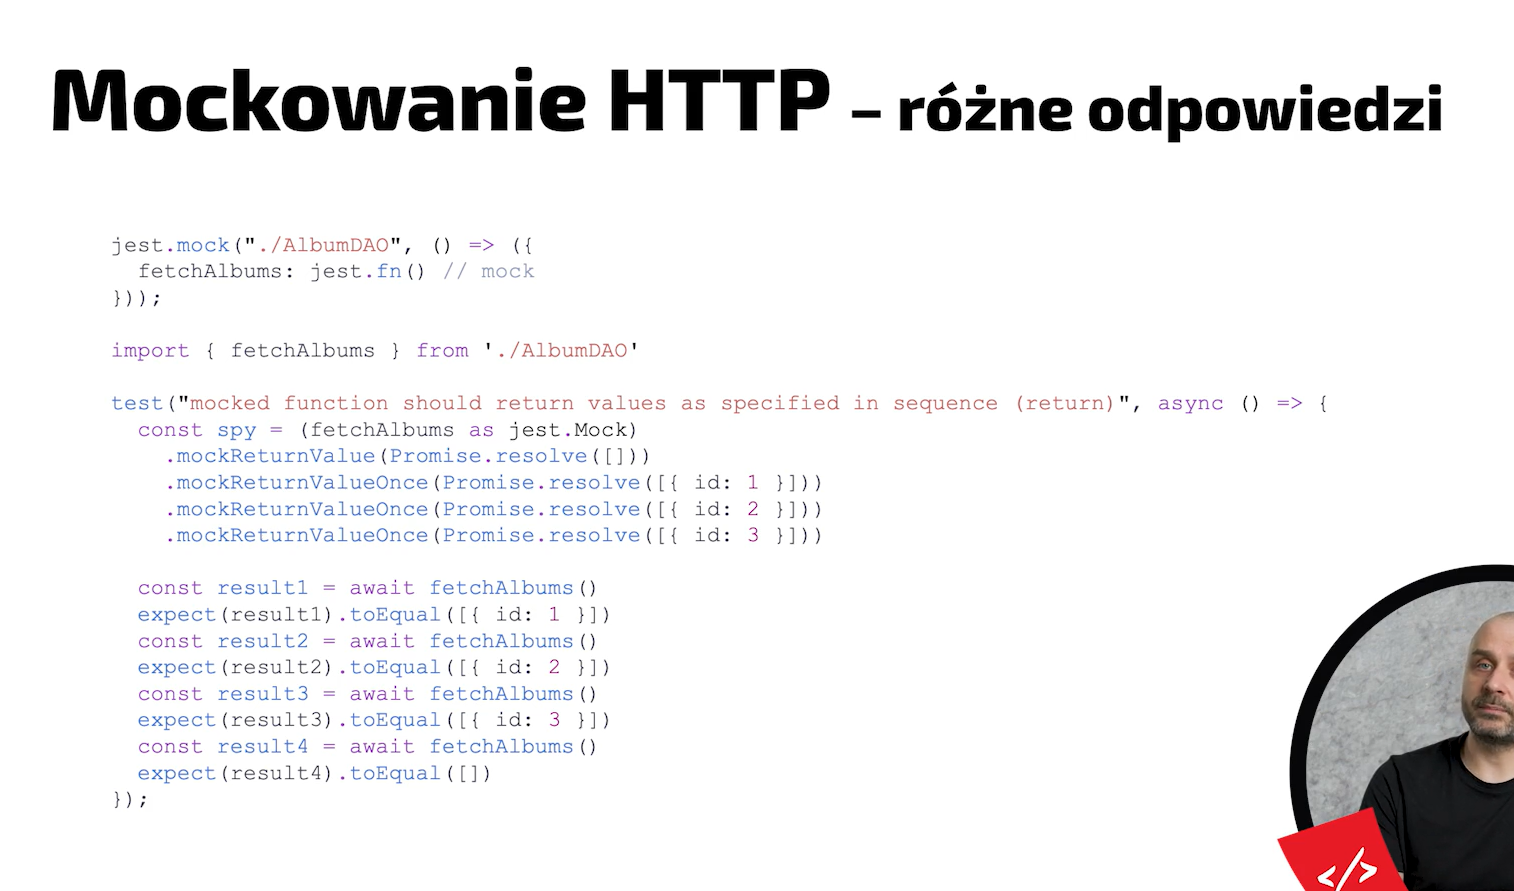 Mockowanie HTTP – różne odpowiedzi
jest.mock("./AlbumDAO", () => ({
  fetchAlbums: jest.fn() // mock
}));
import { fetchAlbums } from './AlbumDAO'
test("mocked function should return values as specified in sequence (return)", async () => {
  const spy = (fetchAlbums as jest.Mock)
    .mockReturnValue(Promise.resolve([]))
    .mockReturnValueOnce(Promise.resolve([{ id: 1 }]))
    .mockReturnValueOnce(Promise.resolve([{ id: 2 }]))
    .mockReturnValueOnce(Promise.resolve([{ id: 3 }]))
  const result1 = await fetchAlbums()
  expect(result1).toEqual([{ id: 1 }])
  const result2 = await fetchAlbums()
  expect(result2).toEqual([{ id: 2 }])
  const result3 = await fetchAlbums()
  expect(result3).toEqual([{ id: 3 }])
  const result4 = await fetchAlbums()
  expect(result4).toEqual([])
});
</>